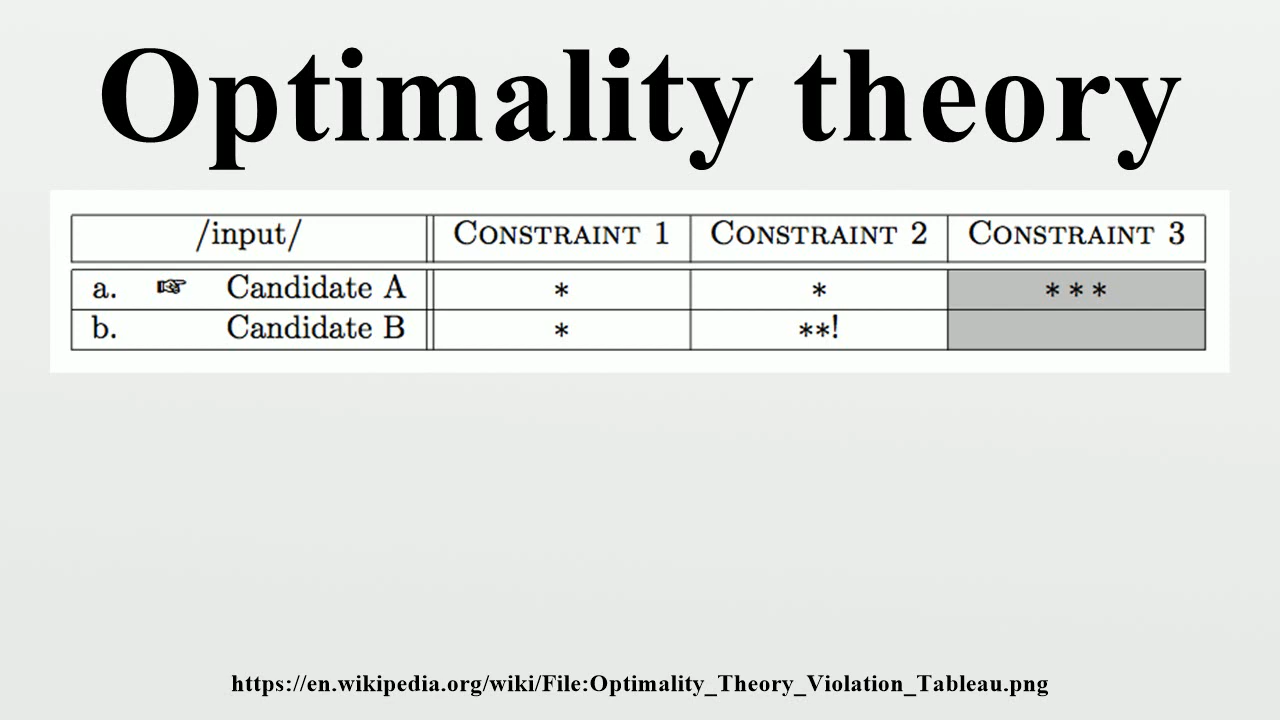 Optimality theory
/input/ CONSTRAINT 1 CONSTRAINT 2 CONSTRAINT 3
a. ☞ Candidate A * * ***
b. Candidate B * **!
https://en.wikipedia.org/wiki/File:Optimality_Theory_Violation_Tableau.png